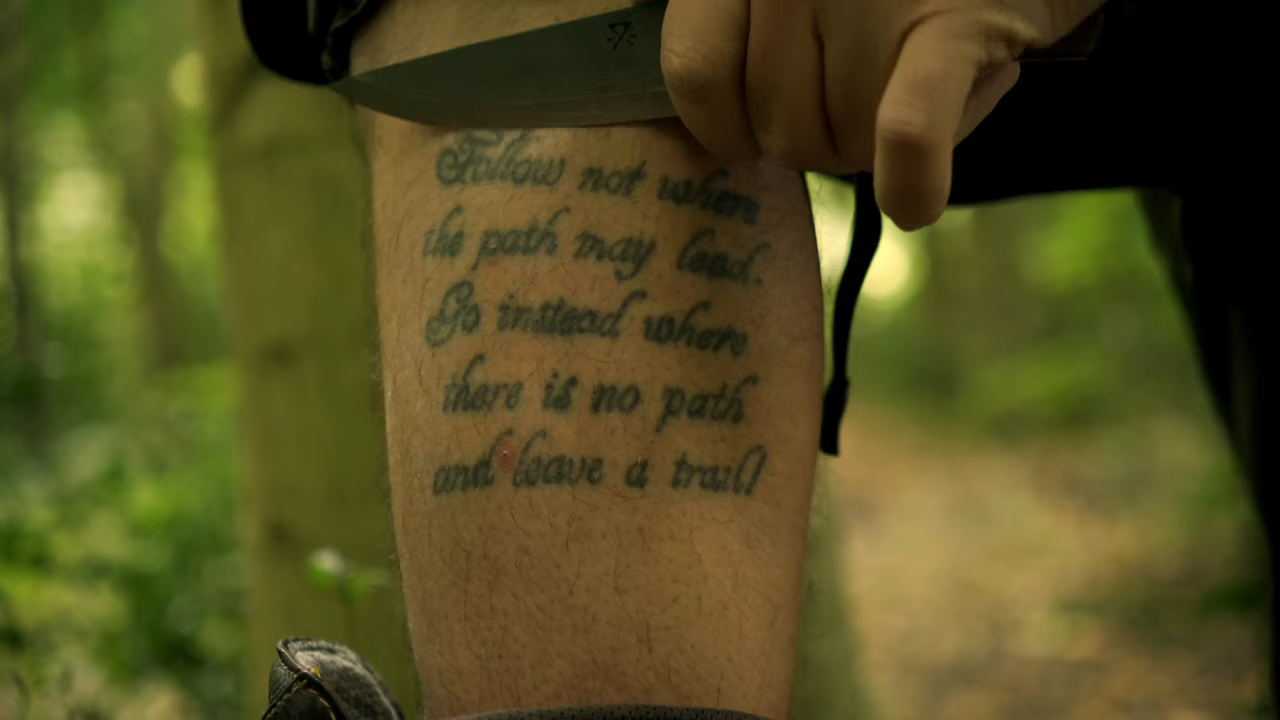 Follow not where
the path may lead.
Go instead where
there is no path
and leave a trail!